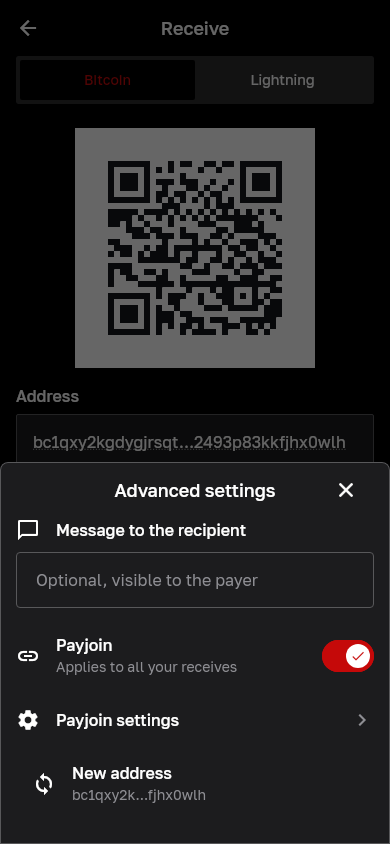 Receive
Bitcoin
Lightning
Address
bc1qxy2kgdygjrsqt...2493p83kkfjhx0wlh
Advanced settings
Message to the recipient
Optional, visible to the payer
Payjoin
Applies to all your receives
Payjoin settings
New address
bc1qxy2k...fjhx0wlh